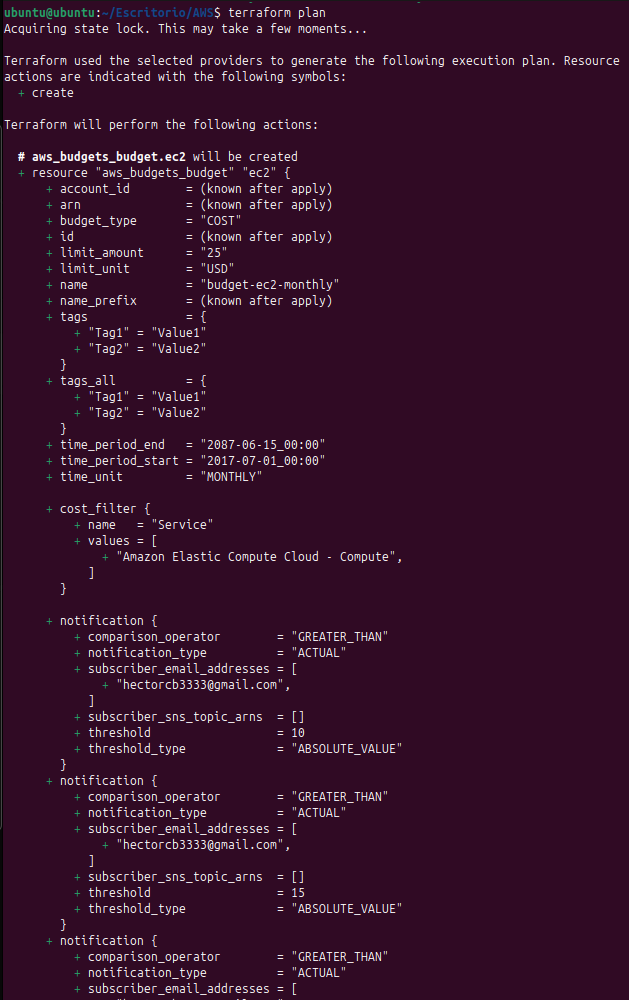 ubuntu@ubuntu:~/Escritorio/AWS$ terraform plan
Acquiring state lock. This may take a few moments...
Terraform used the selected providers to generate the following execution plan. Resource
actions are indicated with the following symbols:
+ create
Terraform will perform the following actions:
# aws_budgets_budget.ec2 will be created
+ resource "aws_budgets_budget" "ec2" {
+ account_id        = (known after apply)
+ arn               = (known after apply)
+ budget_type       = "COST"
+ id                = (known after apply)
+ limit_amount      = "25"
+ limit_unit        = "USD"
+ name              = "budget-ec2-monthly"
+ name_prefix       = (known after apply)
+ tags              = {
+ "Tag1" = "Value1"
+ "Tag2" = "Value2"
}
+ tags_all          = {
+ "Tag1" = "Value1"
+ "Tag2" = "Value2"
}
+ time_period_end   = "2087-06-15_00:00"
+ time_period_start = "2017-07-01_00:00"
+ time_unit         = "MONTHLY"
+ cost_filter {
+ name   = "Service"
+ values = [
+ "Amazon Elastic Compute Cloud - Compute",
]
}
+ notification {
+ comparison_operator        = "GREATER_THAN"
+ notification_type          = "ACTUAL"
+ subscriber_email_addresses = [
+ "hectorcb3333@gmail.com",
]
+ subscriber_sns_topic_arns  = []
+ threshold                  = 10
+ threshold_type             = "ABSOLUTE_VALUE"
}
+ notification {
+ comparison_operator        = "GREATER_THAN"
+ notification_type          = "ACTUAL"
+ subscriber_email_addresses = [
+ "hectorcb3333@gmail.com",
]
+ subscriber_sns_topic_arns  = []
+ threshold                  = 15
+ threshold_type             = "ABSOLUTE_VALUE"
}
+ notification {
+ comparison_operator        = "GREATER_THAN"
+ notification_type          = "ACTUAL"
+ subscriber_email_addresses = [